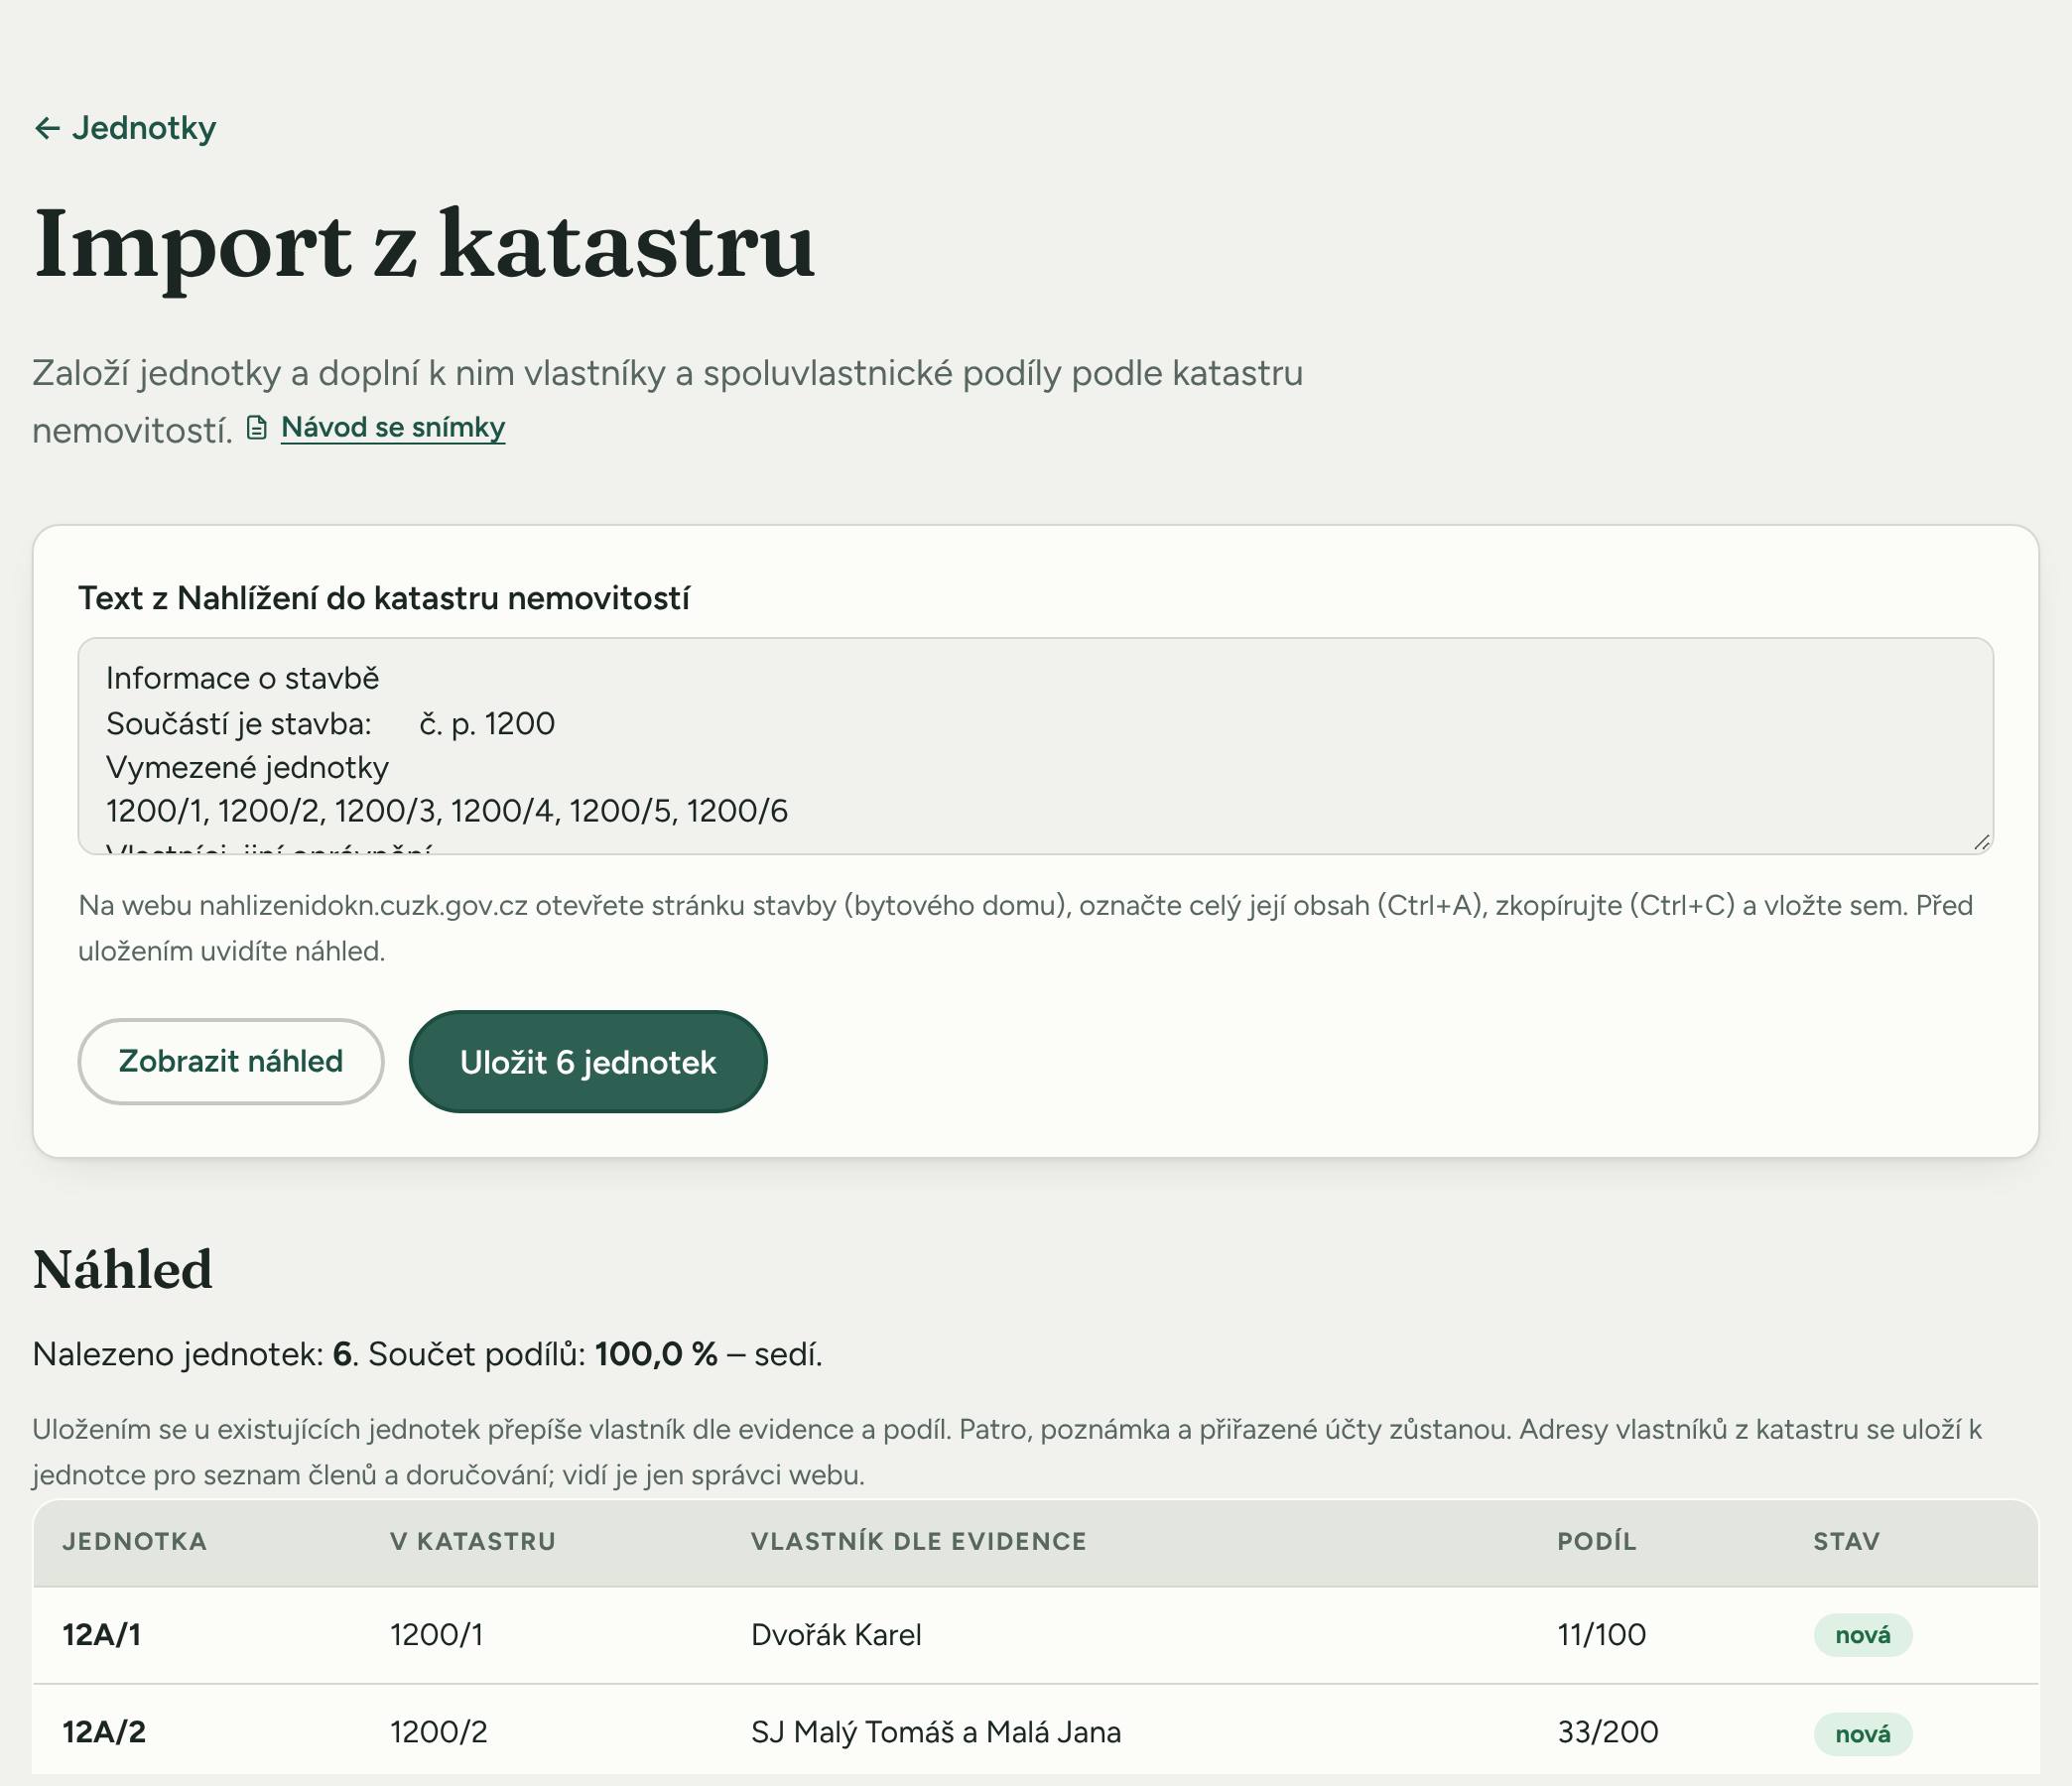 ← Jednotky
Import z katastru
Založí jednotky a doplní k nim vlastníky a spoluvlastnické podíly podle katastru
nemovitostí. Návod se snímky
Text z Nahlížení do katastru nemovitostí
Informace o stavbě
Součástí je stavba: č. p. 1200
Vymezené jednotky
1200/1, 1200/2, 1200/3, 1200/4, 1200/5, 1200/6
Vlastníci, jiní oprávnění
Na webu nahlizenidokn.cuzk.gov.cz otevřete stránku stavby (bytového domu), označte celý její obsah (Ctrl+A), zkopírujte (Ctrl+C) a vložte sem. Před
uložením uvidíte náhled.
Zobrazit náhled
Uložit 6 jednotek
Náhled
Nalezeno jednotek: 6. Součet podílů: 100,0 % – sedí.
Uložením se u existujících jednotek přepíše vlastník dle evidence a podíl. Patro, poznámka a přiřazené účty zůstanou. Adresy vlastníků z katastru se uloží k
jednotce pro seznam členů a doručování; vidí je jen správci webu.
JEDNOTKA V KATASTRU VLASTNÍK DLE EVIDENCE PODÍL STAV
12A/1 1200/1 Dvořák Karel 11/100 nová
12A/2 1200/2 SJ Malý Tomáš a Malá Jana 33/200 nová